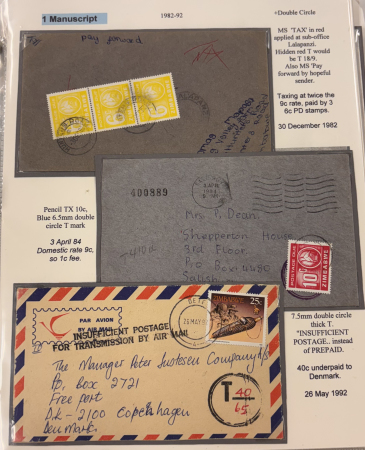 1 Manuscript
1982-92
+Double Circle
MS "TAX' in red
applied at sub-office
Lalapanzi.
Hidden red T would
be T 18/9.
Also MS 'Pay
forward by hopeful
sender.
Taxing at twice the
9c rate, paid by 3
6c PD stamps.
30 December 1982
pay forward
TAX
LALAPANZI
Pencil TX 10c,
Blue 6.5mm double
circle T mark
3 April 84
Domestic rate 9c,
so 1c fee.
400889
Mrs P. Dean
Shepperton House
3rd Floor
P.O Box 4480
Salisb
POSTAGE DUE
10c
ZIMBABWE
7.5mm double circle
thick T.
"INSUFFICIENT
POSTAGE.. instead
of PREPAID.
40c underpaid to
Denmark.
26 May 1992
PAR AVION
BY AIR MAIL
INSUFFICIENT POSTAGE
FOR TRANSMISSION BY AIR MAIL
25c
The Manager Peter Justesen Company A/S
P.O. Box 2721
Free port
DK-2100 Copenhagen
Denmark.
T 40
65